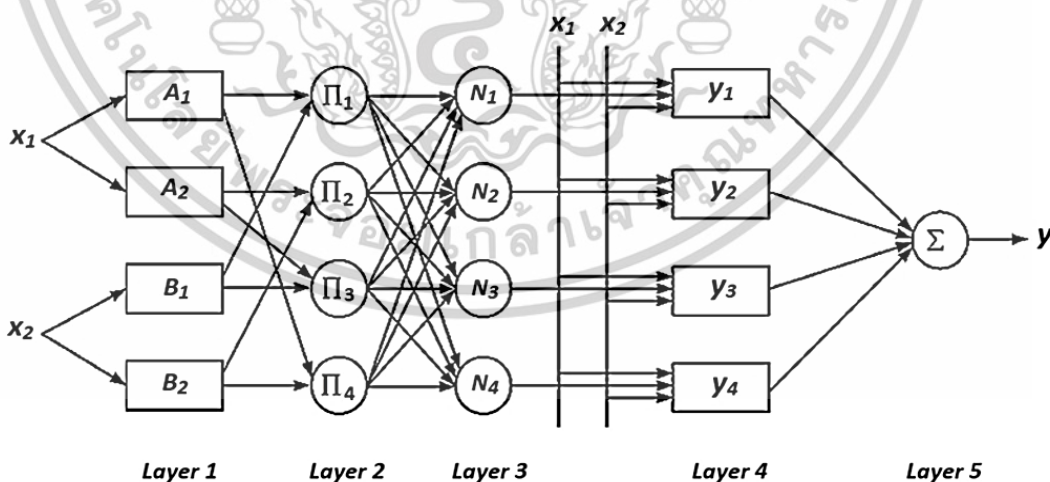 x₁ x₂
A₁ Π₁ N₁ y₁
x₁
A₂ Π₂ N₂ y₂
Σ y
B₁ Π₃ N₃ y₃
x₂
B₂ Π₄ N₄ y₄
Layer 1 Layer 2 Layer 3 Layer 4 Layer 5